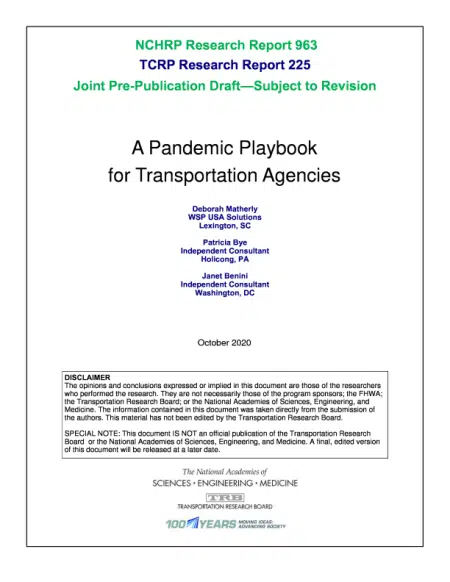 NCHRP Research Report 963
TCRP Research Report 225
Joint Pre-Publication Draft—Subject to Revision
A Pandemic Playbook
for Transportation Agencies
Deborah Matherly
WSP USA Solutions
Lexington, SC
Patricia Bye
Independent Consultant
Holicong, PA
Janet Benini
Independent Consultant
Washington, DC
October 2020
DISCLAIMER
The opinions and conclusions expressed or implied in this document are those of the researchers
who performed the research. They are not necessarily those of the program sponsors; the FHWA;
the Transportation Research Board; or the National Academies of Sciences, Engineering, and
Medicine. The information contained in this document was taken directly from the submission of
the authors. This material has not been edited by the Transportation Research Board.
SPECIAL NOTE: This document IS NOT an official publication of the Transportation Research
Board or the National Academies of Sciences, Engineering, and Medicine. A final, edited version
of this document will be released at a later date.
The National Academies of
SCIENCES • ENGINEERING • MEDICINE
TRB
TRANSPORTATION RESEARCH BOARD
100 YEARS MOVING IDEAS: ADVANCING SOCIETY